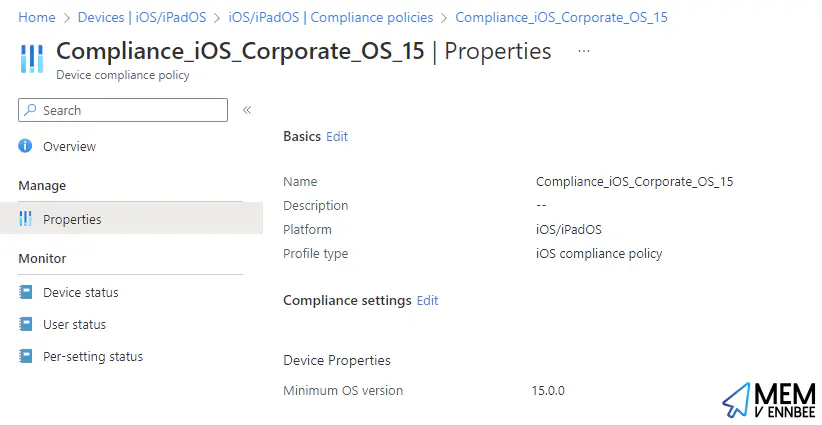 Home > Devices | iOS/iPadOS > iOS/iPadOS | Compliance policies > Compliance_iOS_Corporate_OS_15
Compliance_iOS_Corporate_OS_15 | Properties ...
Device compliance policy
Search «
Overview
Manage
Properties
Monitor
Device status
User status
Per-setting status
Basics Edit
Name Compliance_iOS_Corporate_OS_15
Description --
Platform iOS/iPadOS
Profile type iOS compliance policy
Compliance settings Edit
Device Properties
Minimum OS version 15.0.0
MEM
V ENNBEE